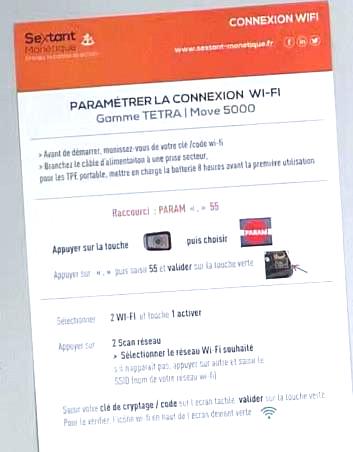 Sextant
Monétique
CONNEXION WIFI
www.sextant-monetique.fr
PARAMÉTRER LA CONNEXION WI-FI
Gamme TETRA | Move 5000
> Avant de démarrer, munissez-vous de votre clé /code wi-fi
> Branchez le câble d'alimentaiton à une prise secteur,
pour les TPE portable, mettre en charge la batterie 8 heures avant la première utilisation
Raccourci : PARAM « . » 55
Appuyer sur la touche puis choisir PARAM
Appuyer sur « . » puis saisir 55 et valider sur la touche verte
Sélectionner 2 WI-FI et touche 1 activer
Appuyer sur 2 Scan réseau
> Sélectionner le réseau Wi-Fi souhaité
s'il n'apparaît pas, appuyer sur autre et saisir le
SSID (nom de votre réseau wi-fi)
Saisir votre clé de cryptage / code sur l'écran tactile, valider sur la touche verte
Pour le vérifier, l'icône wi-fi en haut de l'écran devient verte